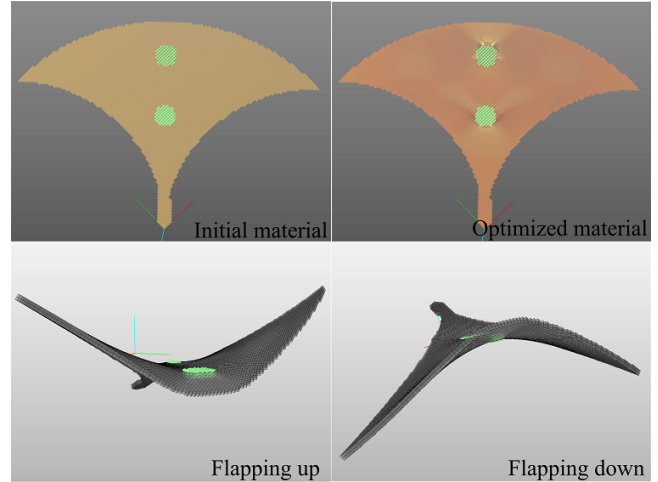 Initial material
Optimized material
Flapping up
Flapping down